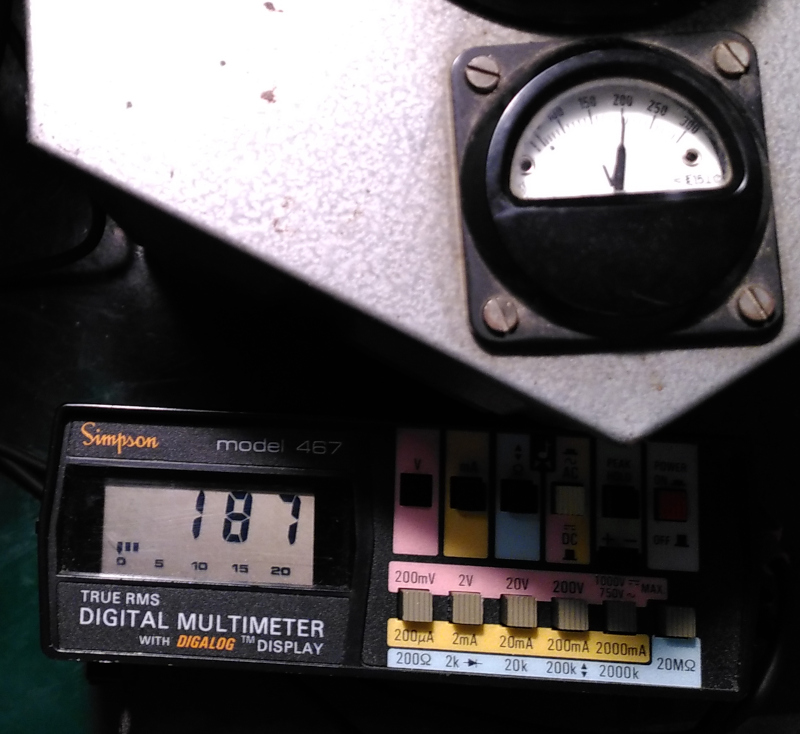 150 200 250 300
Simpson model 467
187
0 5 10 15 20
TRUE RMS
DIGITAL MULTIMETER
WITH DIGALOG TM DISPLAY
V mA Ω
DC
POWER
OFF
200mV 2V 20V 200V 1000V 750V MAX
200µA 2mA 20mA 200mA 2000mA
200Ω 2k 20k 200k 2000k 20MΩ